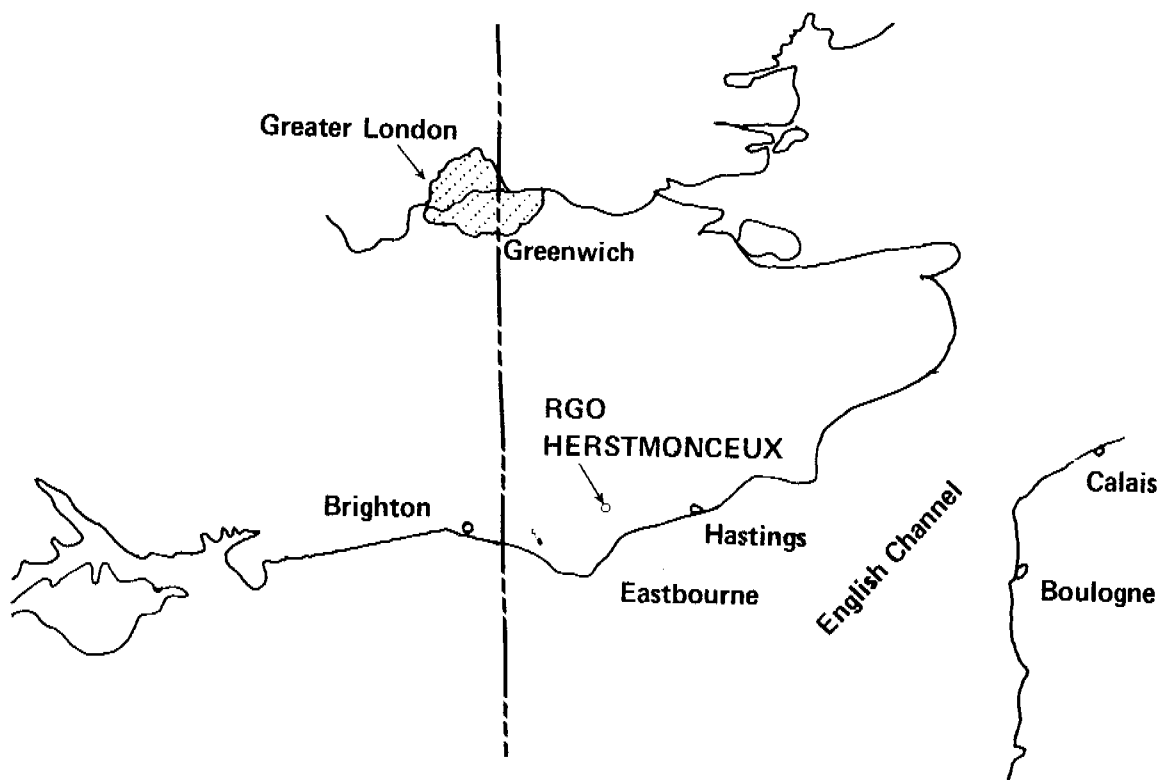 Greater London
Greenwich
RGO
HERSTMONCEUX
Brighton
Hastings
Eastbourne
English Channel
Calais
Boulogne